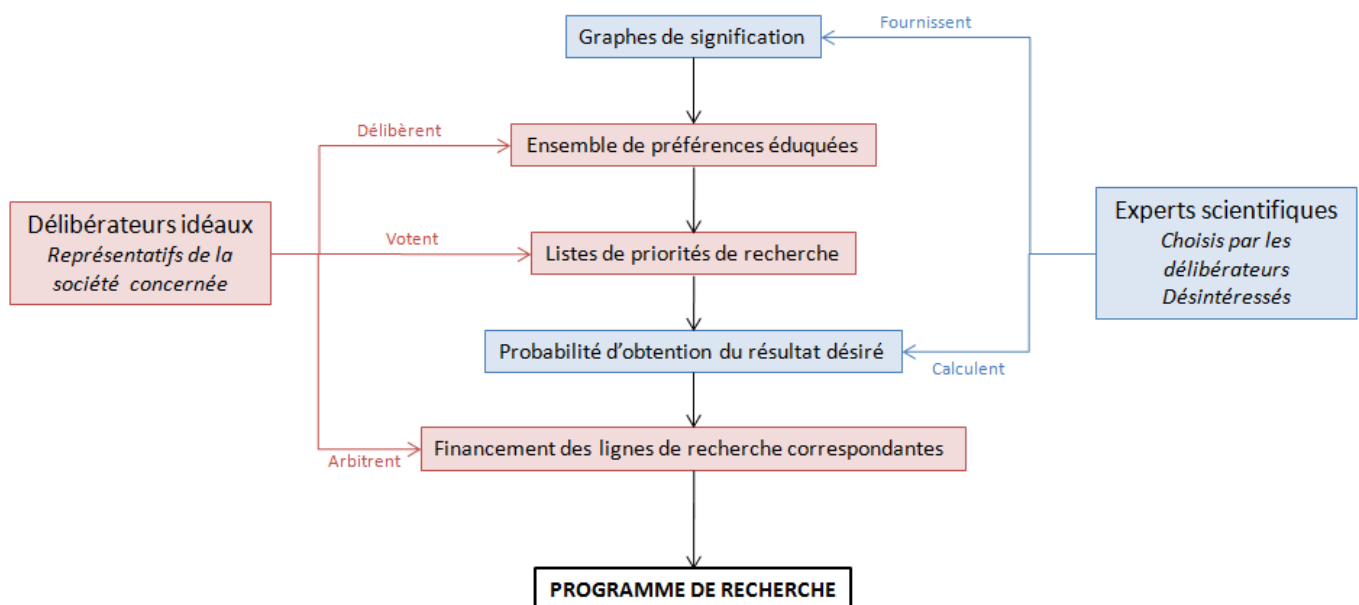 Fournissent
Graphes de signification
Délibèrent
Ensemble de préférences éduquées
Délibérateurs idéaux
Représentatifs de la
société concernée
Votent
Listes de priorités de recherche
Experts scientifiques
Choisis par les
délibérateurs
Désintéressés
Probabilité d'obtention du résultat désiré
Calculent
Arbitrent
Financement des lignes de recherche correspondantes
PROGRAMME DE RECHERCHE